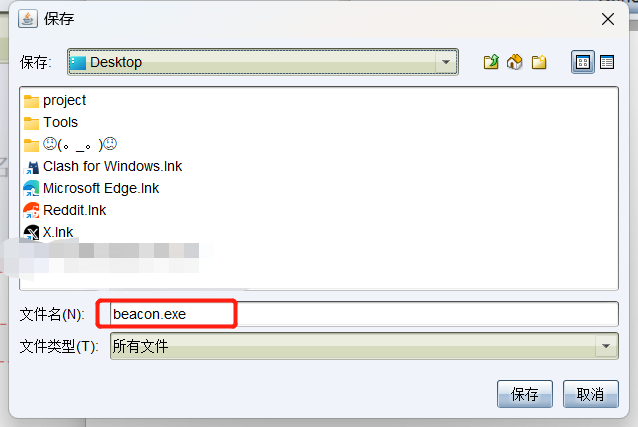 保存
保存:
Desktop
project
Tools
☹(。_。)☹
Clash for Windows.lnk
Microsoft Edge.lnk
Reddit.lnk
X.lnk
文件名(N):
beacon.exe
文件类型(T):
所有文件
保存
取消